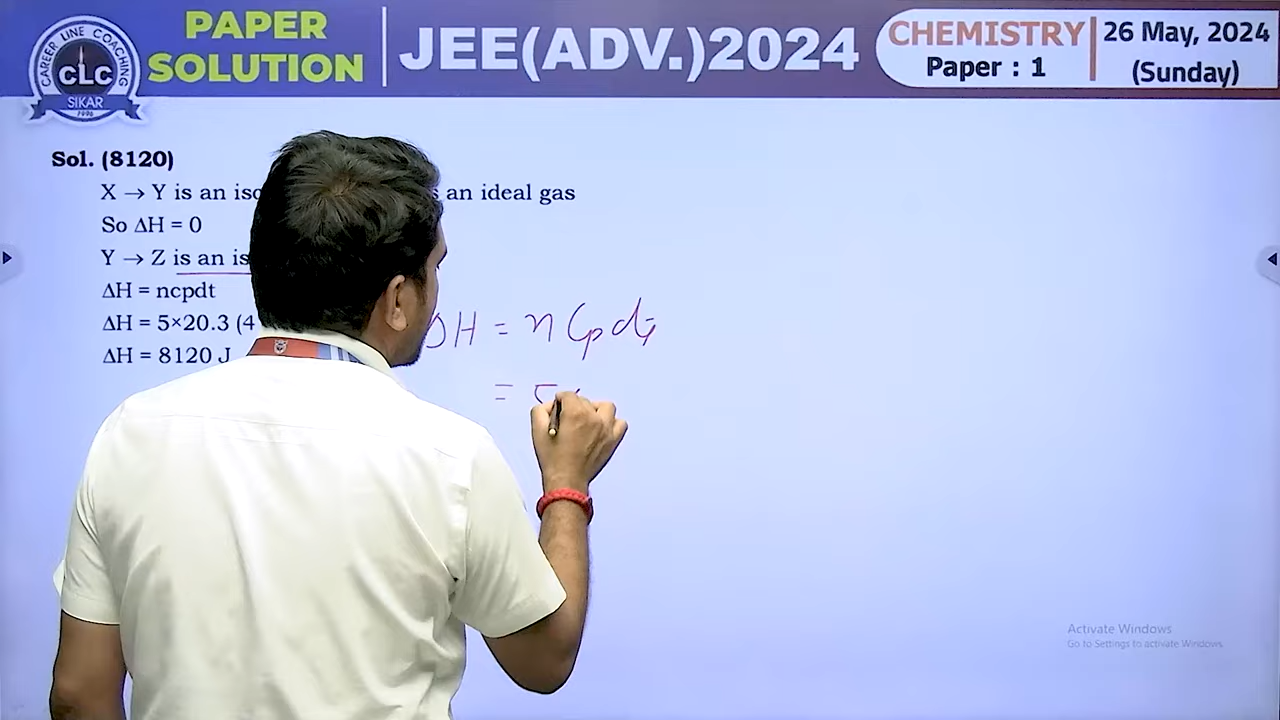 CAREER LINE COACHING
CLC
SIKAR
1996
PAPER
SOLUTION
JEE(ADV.)2024
CHEMISTRY
Paper : 1
26 May, 2024
(Sunday)
Sol. (8120)
X → Y is an iso an ideal gas
So ΔH = 0
Y → Z is an is
ΔH = ncpdt
ΔH = 5×20.3 (4
ΔH = 8120 J
ΔH = n Cp dT
= 5
Activate Windows
Go to Settings to activate Windows.